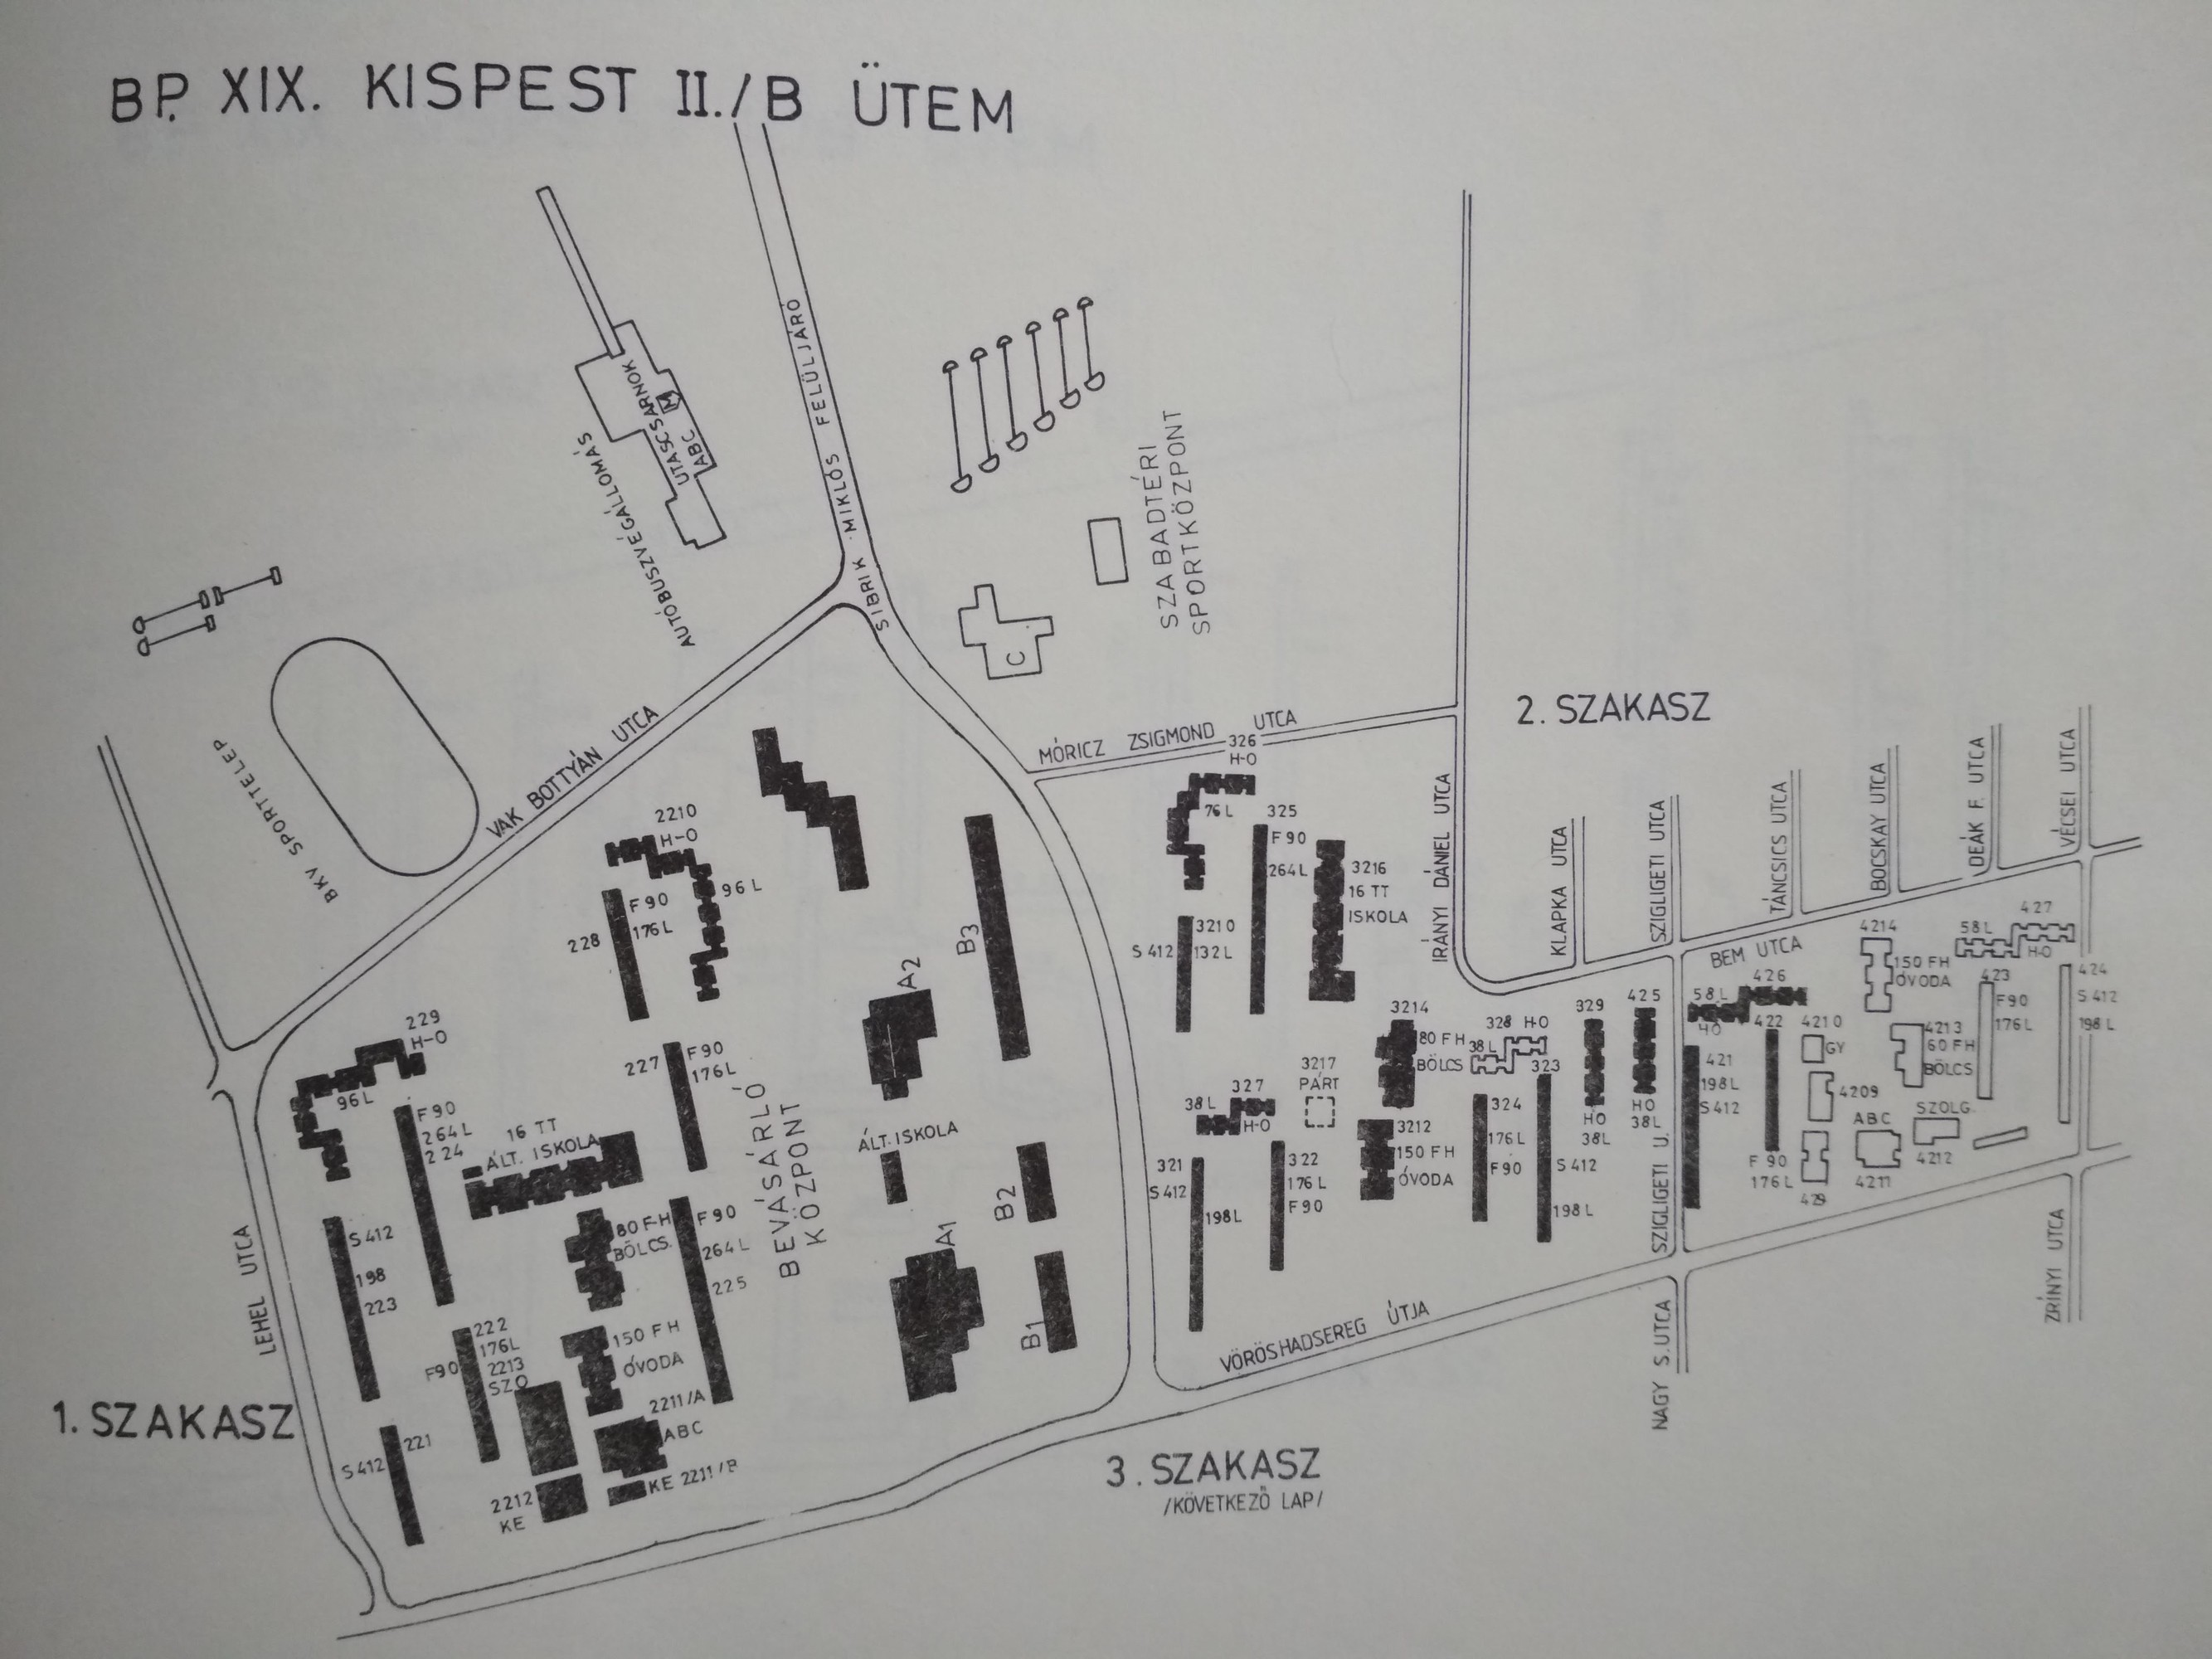 BP. XIX. KISPEST II./B ÜTEM
SIBRIK MIKLÓS FELÜLJÁRÓ
UTASCSARNOK
M
ABC
AUTÓBUSZVÉGÁLLOMÁS
SZABADTÉRI
SPORTKÖZPONT
C
BKV SPORTTELEP
VAK BOTTYÁN UTCA
MÓRICZ ZSIGMOND UTCA
2. SZAKASZ
IRÁNYI DÁNIEL UTCA
KLAPKA UTCA
SZIGLIGETI UTCA
TÁNCSICS UTCA
BOCSKAY UTCA
DEÁK F. UTCA
VÉCSEI UTCA
BEM UTCA
2210
H-O
96 L
F 90
176 L
228
229
H-O
96 L
227
F 90
176 L
F 90
264 L
224
16 TT
ÁLT. ISKOLA
S 412
198
223
80 F-H
BÖLCS.
F 90
264 L
225
222
176L
2213
SZO
F90
150 F H
ÓVODA
2211/A
ABC
KE 2211/B
2212
KE
S 412
221
LEHEL UTCA
1. SZAKASZ
BEVÁSÁRLÓ
KÖZPONT
A2
B3
ÁLT. ISKOLA
B2
A1
B1
326
H-O
76 L
325
F 90
264 L
3216
16 TT
ISKOLA
3210
S 412
132 L
3214
80 F H
BÖLCS
328 H-O
38 L
323
329
HO
38L
425
HO
38L
3217
PÁRT
327
38 L
H-O
3212
150 F H
ÓVODA
324
176 L
F 90
S 412
198 L
321
S 412
198L
322
176 L
F 90
SZIGLIGETI U.
58L
HO
426
422
421
198L
S 412
F 90
176 L
4210
GY
4209
429
4214
150 FH
ÓVODA
4213
60 FH
BÖLCS
ABC
4211
SZOLG.
4212
427
58L
H-O
423
F90
176 L
424
S 412
198 L
VÖRÖSHADSEREG ÚTJA
NAGY S. UTCA
ZRÍNYI UTCA
3. SZAKASZ
/KÖVETKEZŐ LAP/